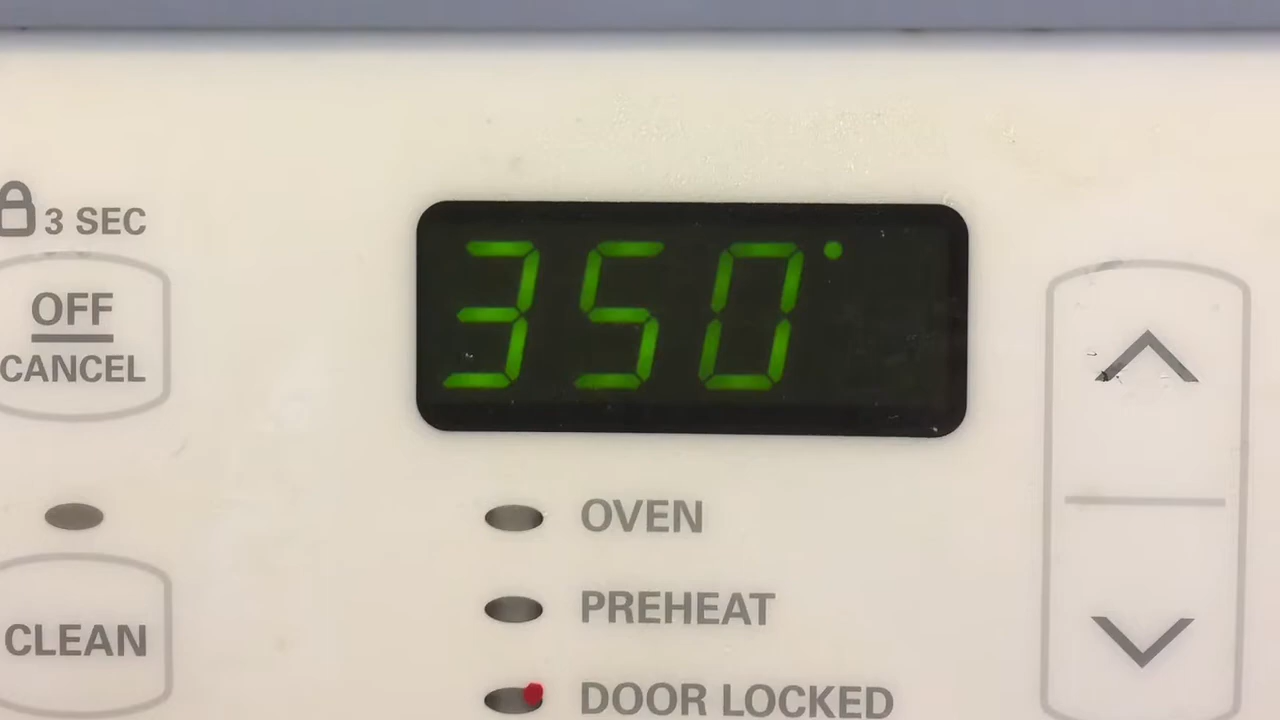 3 SEC
OFF
CANCEL
350°
OVEN
PREHEAT
CLEAN
DOOR LOCKED